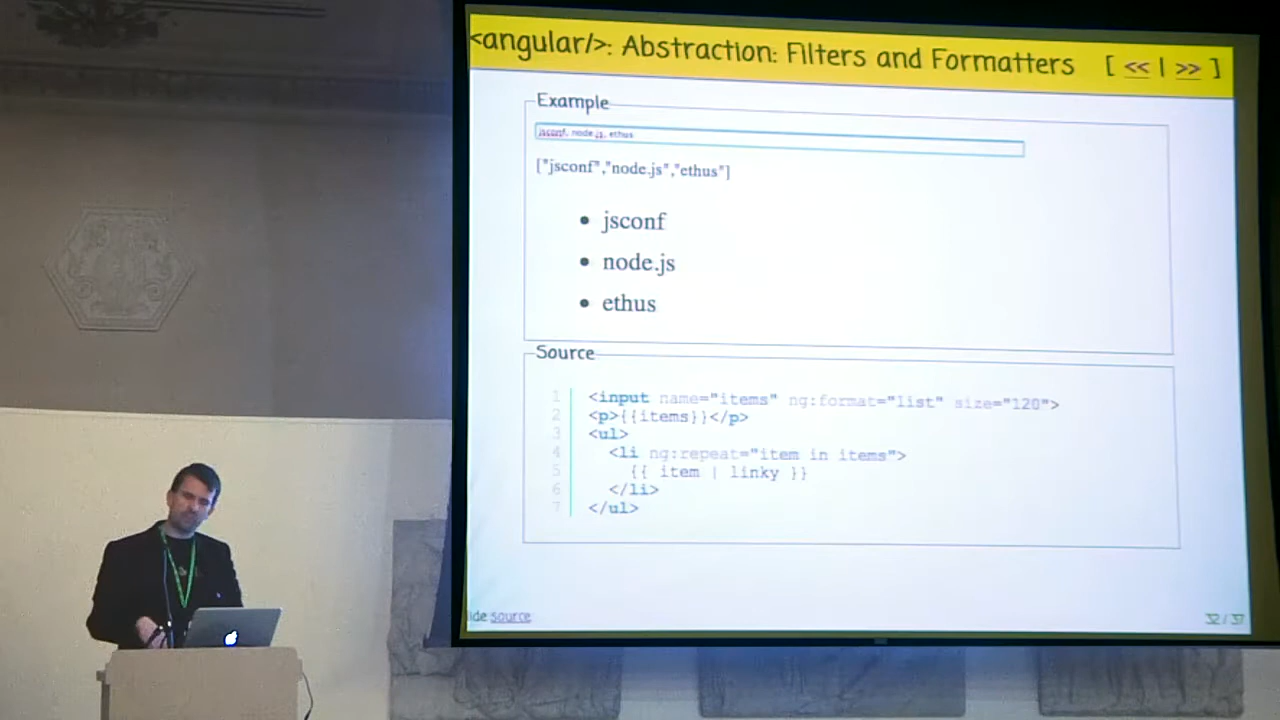 <angular/>: Abstraction: Filters and Formatters [ << | >> ]
Example
jsconf, node.js, ethus
["jsconf","node.js","ethus"]
• jsconf
• node.js
• ethus
Source
1 <input name="items" ng:format="list" size="120">
2 <p>{{items}}</p>
3 <ul>
4 <li ng:repeat="item in items">
5 {{ item | linky }}
6 </li>
7 </ul>
lide source
32 / 37